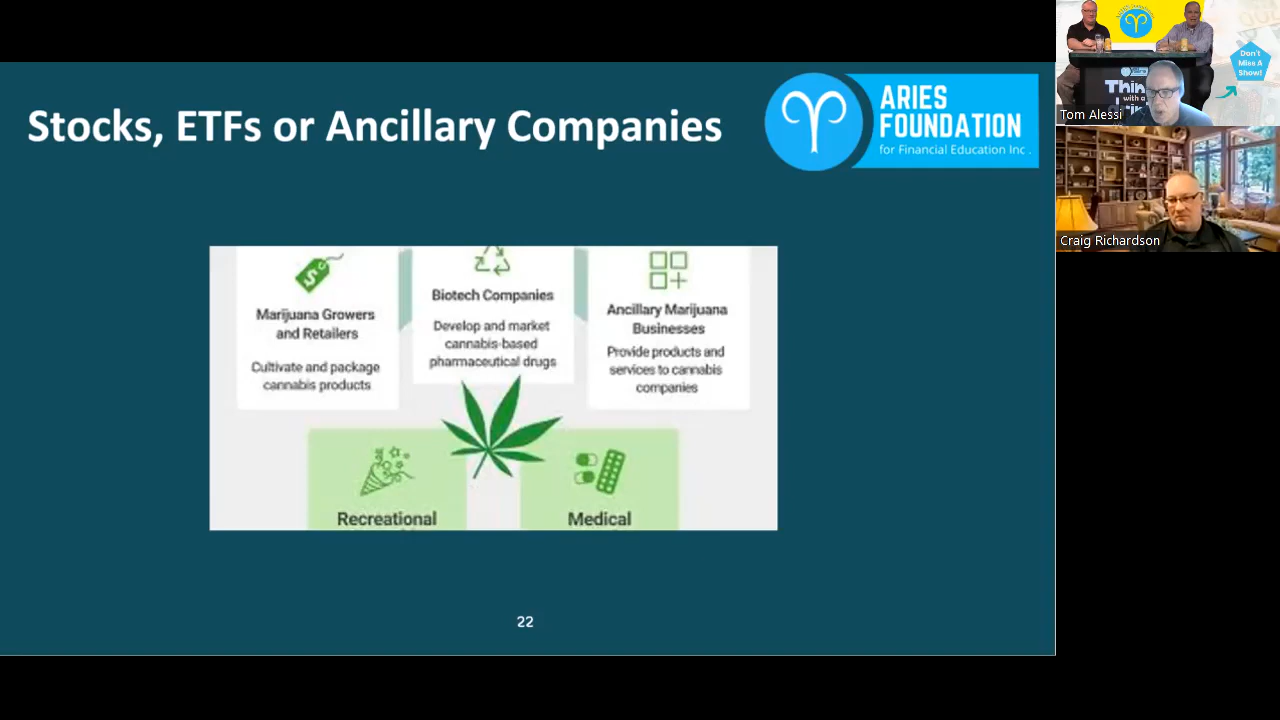 Stocks, ETFs or Ancillary Companies
ARIES
FOUNDATION
for Financial Education Inc .
Marijuana Growers
and Retailers
Cultivate and package
cannabis products
Biotech Companies
Develop and market
cannabis-based
pharmaceutical drugs
Ancillary Marijuana
Businesses
Provide products and
services to cannabis
companies
Recreational
Medical
22
Don't
Miss A
Show!
Thin
with a
Tom Alessi
Craig Richardson